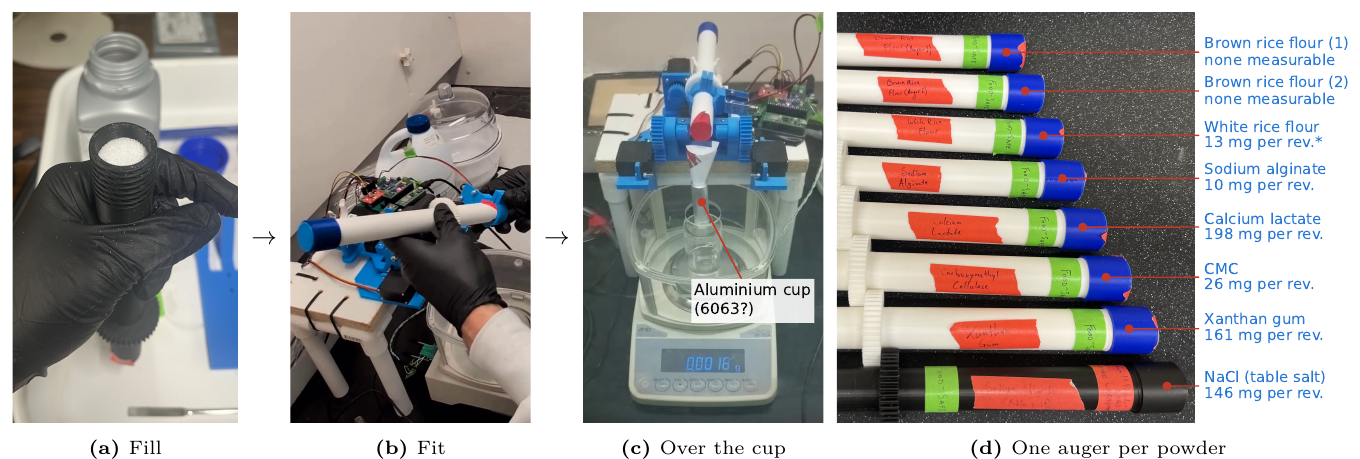 Aluminium cup
(6063?)
00016 g
Brown rice flour (1)
none measurable
Brown rice flour (2)
none measurable
White rice flour
13 mg per rev.*
Sodium alginate
10 mg per rev.
Calcium lactate
198 mg per rev.
CMC
26 mg per rev.
Xanthan gum
161 mg per rev.
NaCl (table salt)
146 mg per rev.
Brown Rice
White Rice
Flour
Sodium
Alginate
Calcium
Lactate
Carboxymethyl
Cellulose
Xanthan
Gum
(a) Fill
(b) Fit
(c) Over the cup
(d) One auger per powder